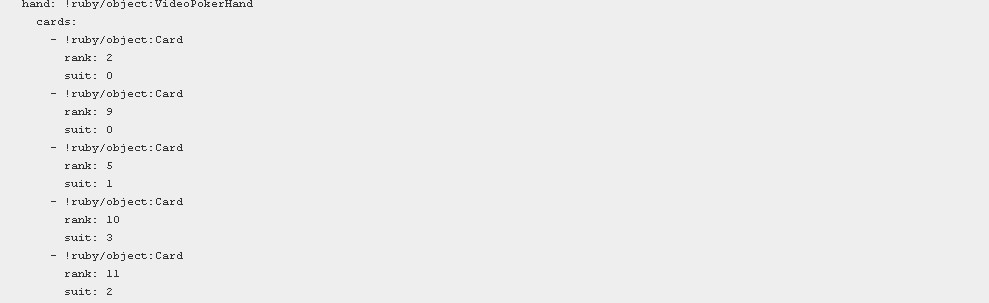 hand: !ruby/object:VideoPokerHand
cards:
- !ruby/object:Card
rank: 2
suit: 0
- !ruby/object:Card
rank: 9
suit: 0
- !ruby/object:Card
rank: 5
suit: 1
- !ruby/object:Card
rank: 10
suit: 3
- !ruby/object:Card
rank: 11
suit: 2